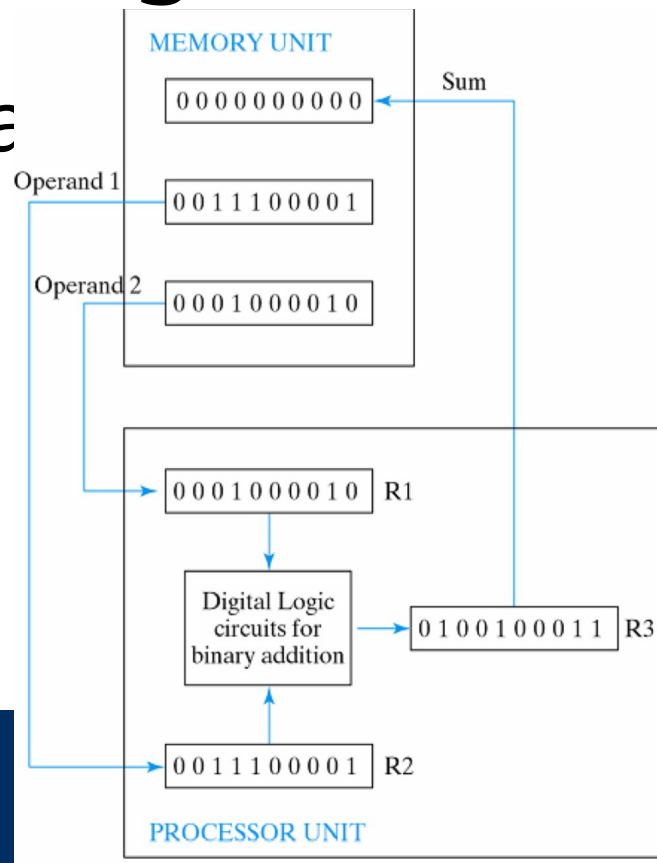 MEMORY UNIT
0 0 0 0 0 0 0 0 0 0
Sum
Operand 1
0 0 1 1 1 0 0 0 0 1
Operand 2
0 0 0 1 0 0 0 0 1 0
0 0 0 1 0 0 0 0 1 0 R1
Digital Logic
circuits for
binary addition
0 1 0 0 1 0 0 0 1 1 R3
0 0 1 1 1 0 0 0 0 1 R2
PROCESSOR UNIT